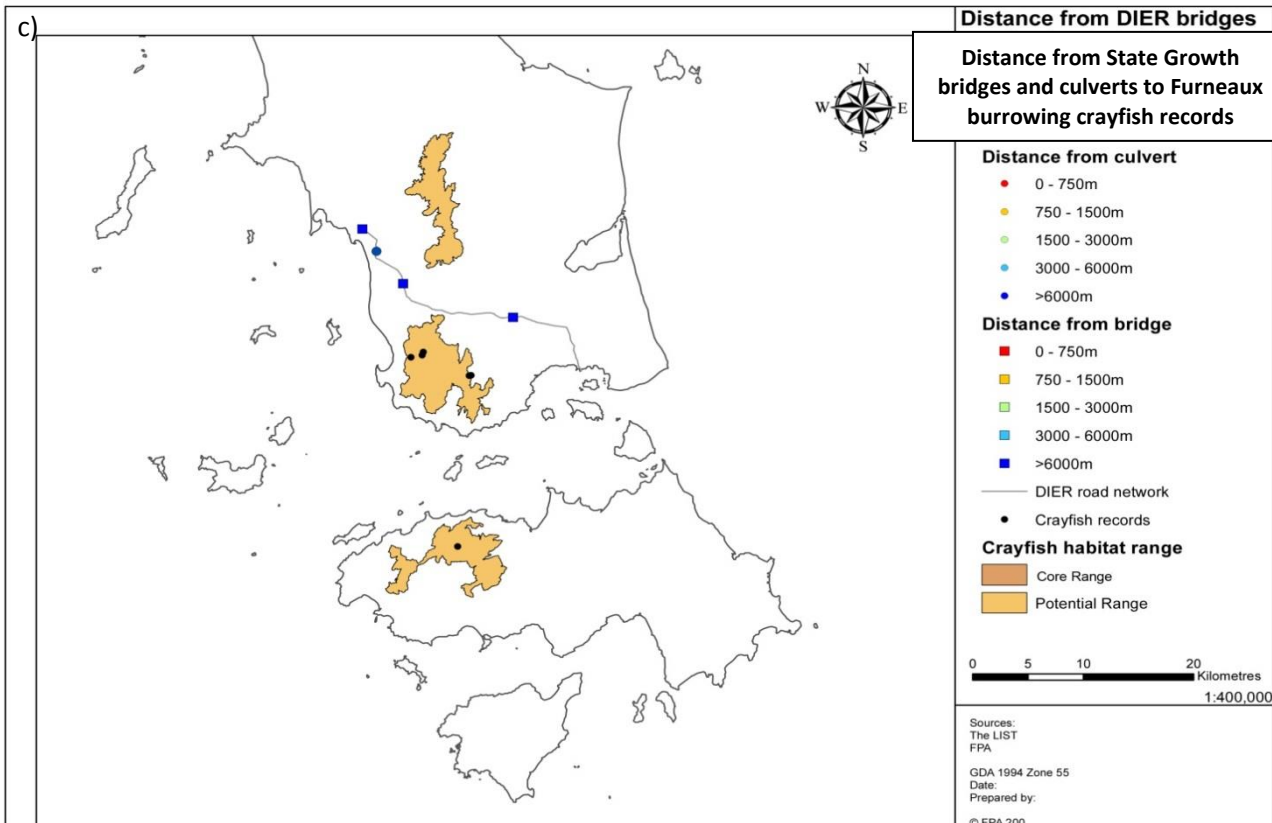 c)
Distance from DIER bridges
Distance from State Growth
bridges and culverts to Furneaux
burrowing crayfish records
N
W
E
S
Distance from culvert
0 - 750m
750 - 1500m
1500 - 3000m
3000 - 6000m
>6000m
Distance from bridge
0 - 750m
750 - 1500m
1500 - 3000m
3000 - 6000m
>6000m
DIER road network
Crayfish records
Crayfish habitat range
Core Range
Potential Range
0 5 10 20
Kilometres
1:400,000
Sources:
The LIST
FPA
GDA 1994 Zone 55
Date:
Prepared by:
© FPA 200